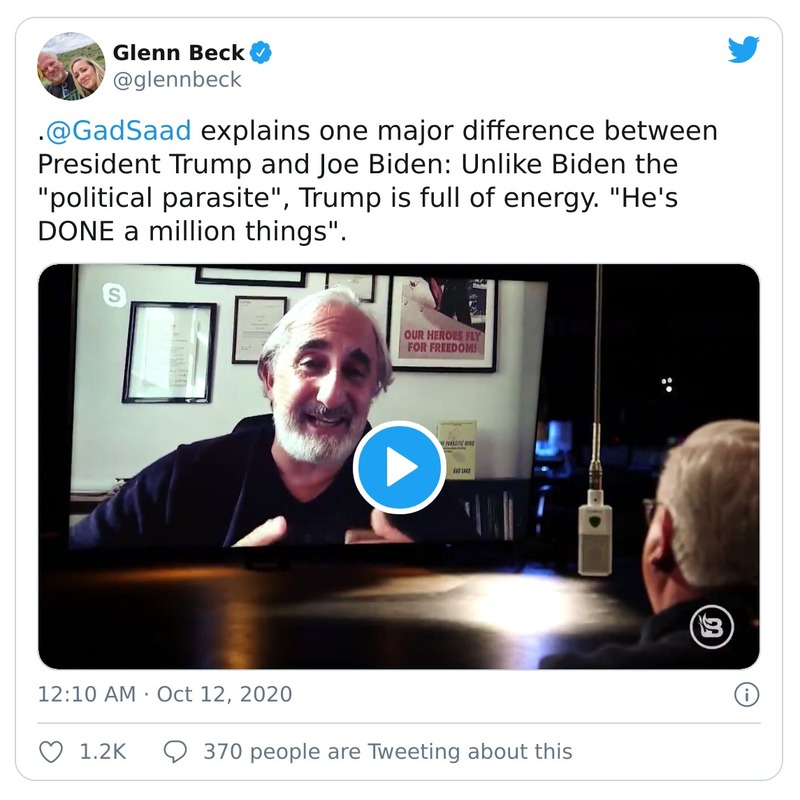 Glenn Beck
@glennbeck
.@GadSaad explains one major difference between
President Trump and Joe Biden: Unlike Biden the
"political parasite", Trump is full of energy. "He's
DONE a million things".
S
OUR HEROES FLY
FOR FREEDOM!
THE PARASITIC MIND
GAD SAAD
B
12:10 AM · Oct 12, 2020
1.2K
370 people are Tweeting about this